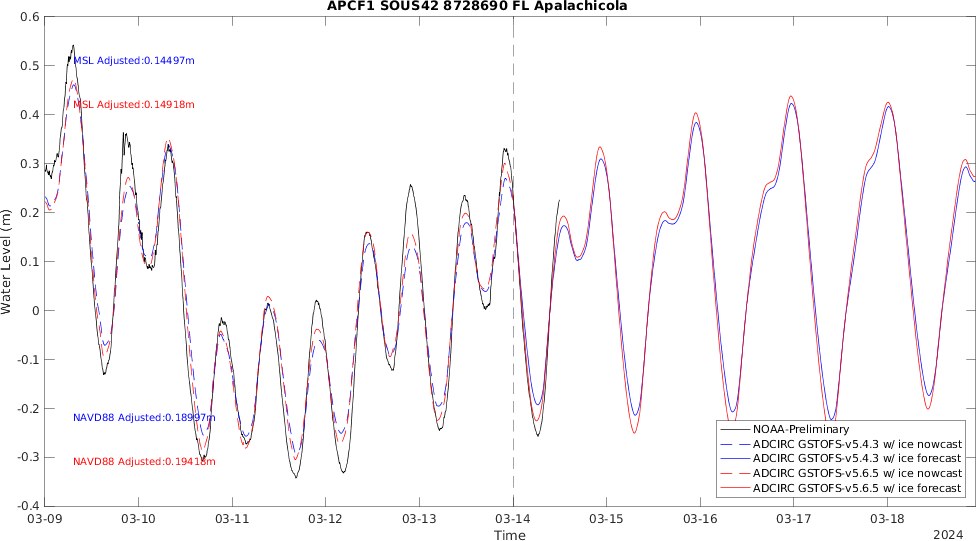 APCF1 SOUS42 8728690 FL Apalachicola
0.6
0.5
0.4
0.3
0.2
0.1
0
-0.1
-0.2
-0.3
-0.4
Water Level (m)
MSL Adjusted:0.14497m
MSL Adjusted:0.14918m
NAVD88 Adjusted:0.18997m
NAVD88 Adjusted:0.19418m
NOAA-Preliminary
ADCIRC GSTOFS-v5.4.3 w/ ice nowcast
ADCIRC GSTOFS-v5.4.3 w/ ice forecast
ADCIRC GSTOFS-v5.6.5 w/ ice nowcast
ADCIRC GSTOFS-v5.6.5 w/ ice forecast
03-09 03-10 03-11 03-12 03-13 03-14 03-15 03-16 03-17 03-18
Time
2024